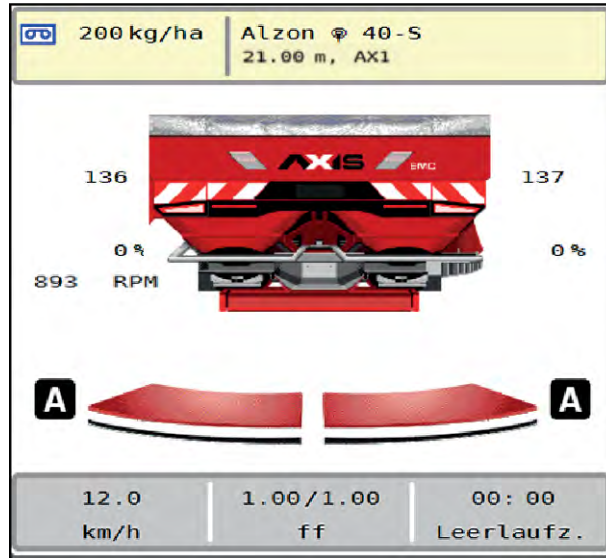 200 kg/ha
Alzon 40-S
21.00 m, AX1
AXIS EMC
136
137
0 %
0 %
893 RPM
A
A
12.0
1.00/1.00
00:00
km/h
ff
Leerlaufz.